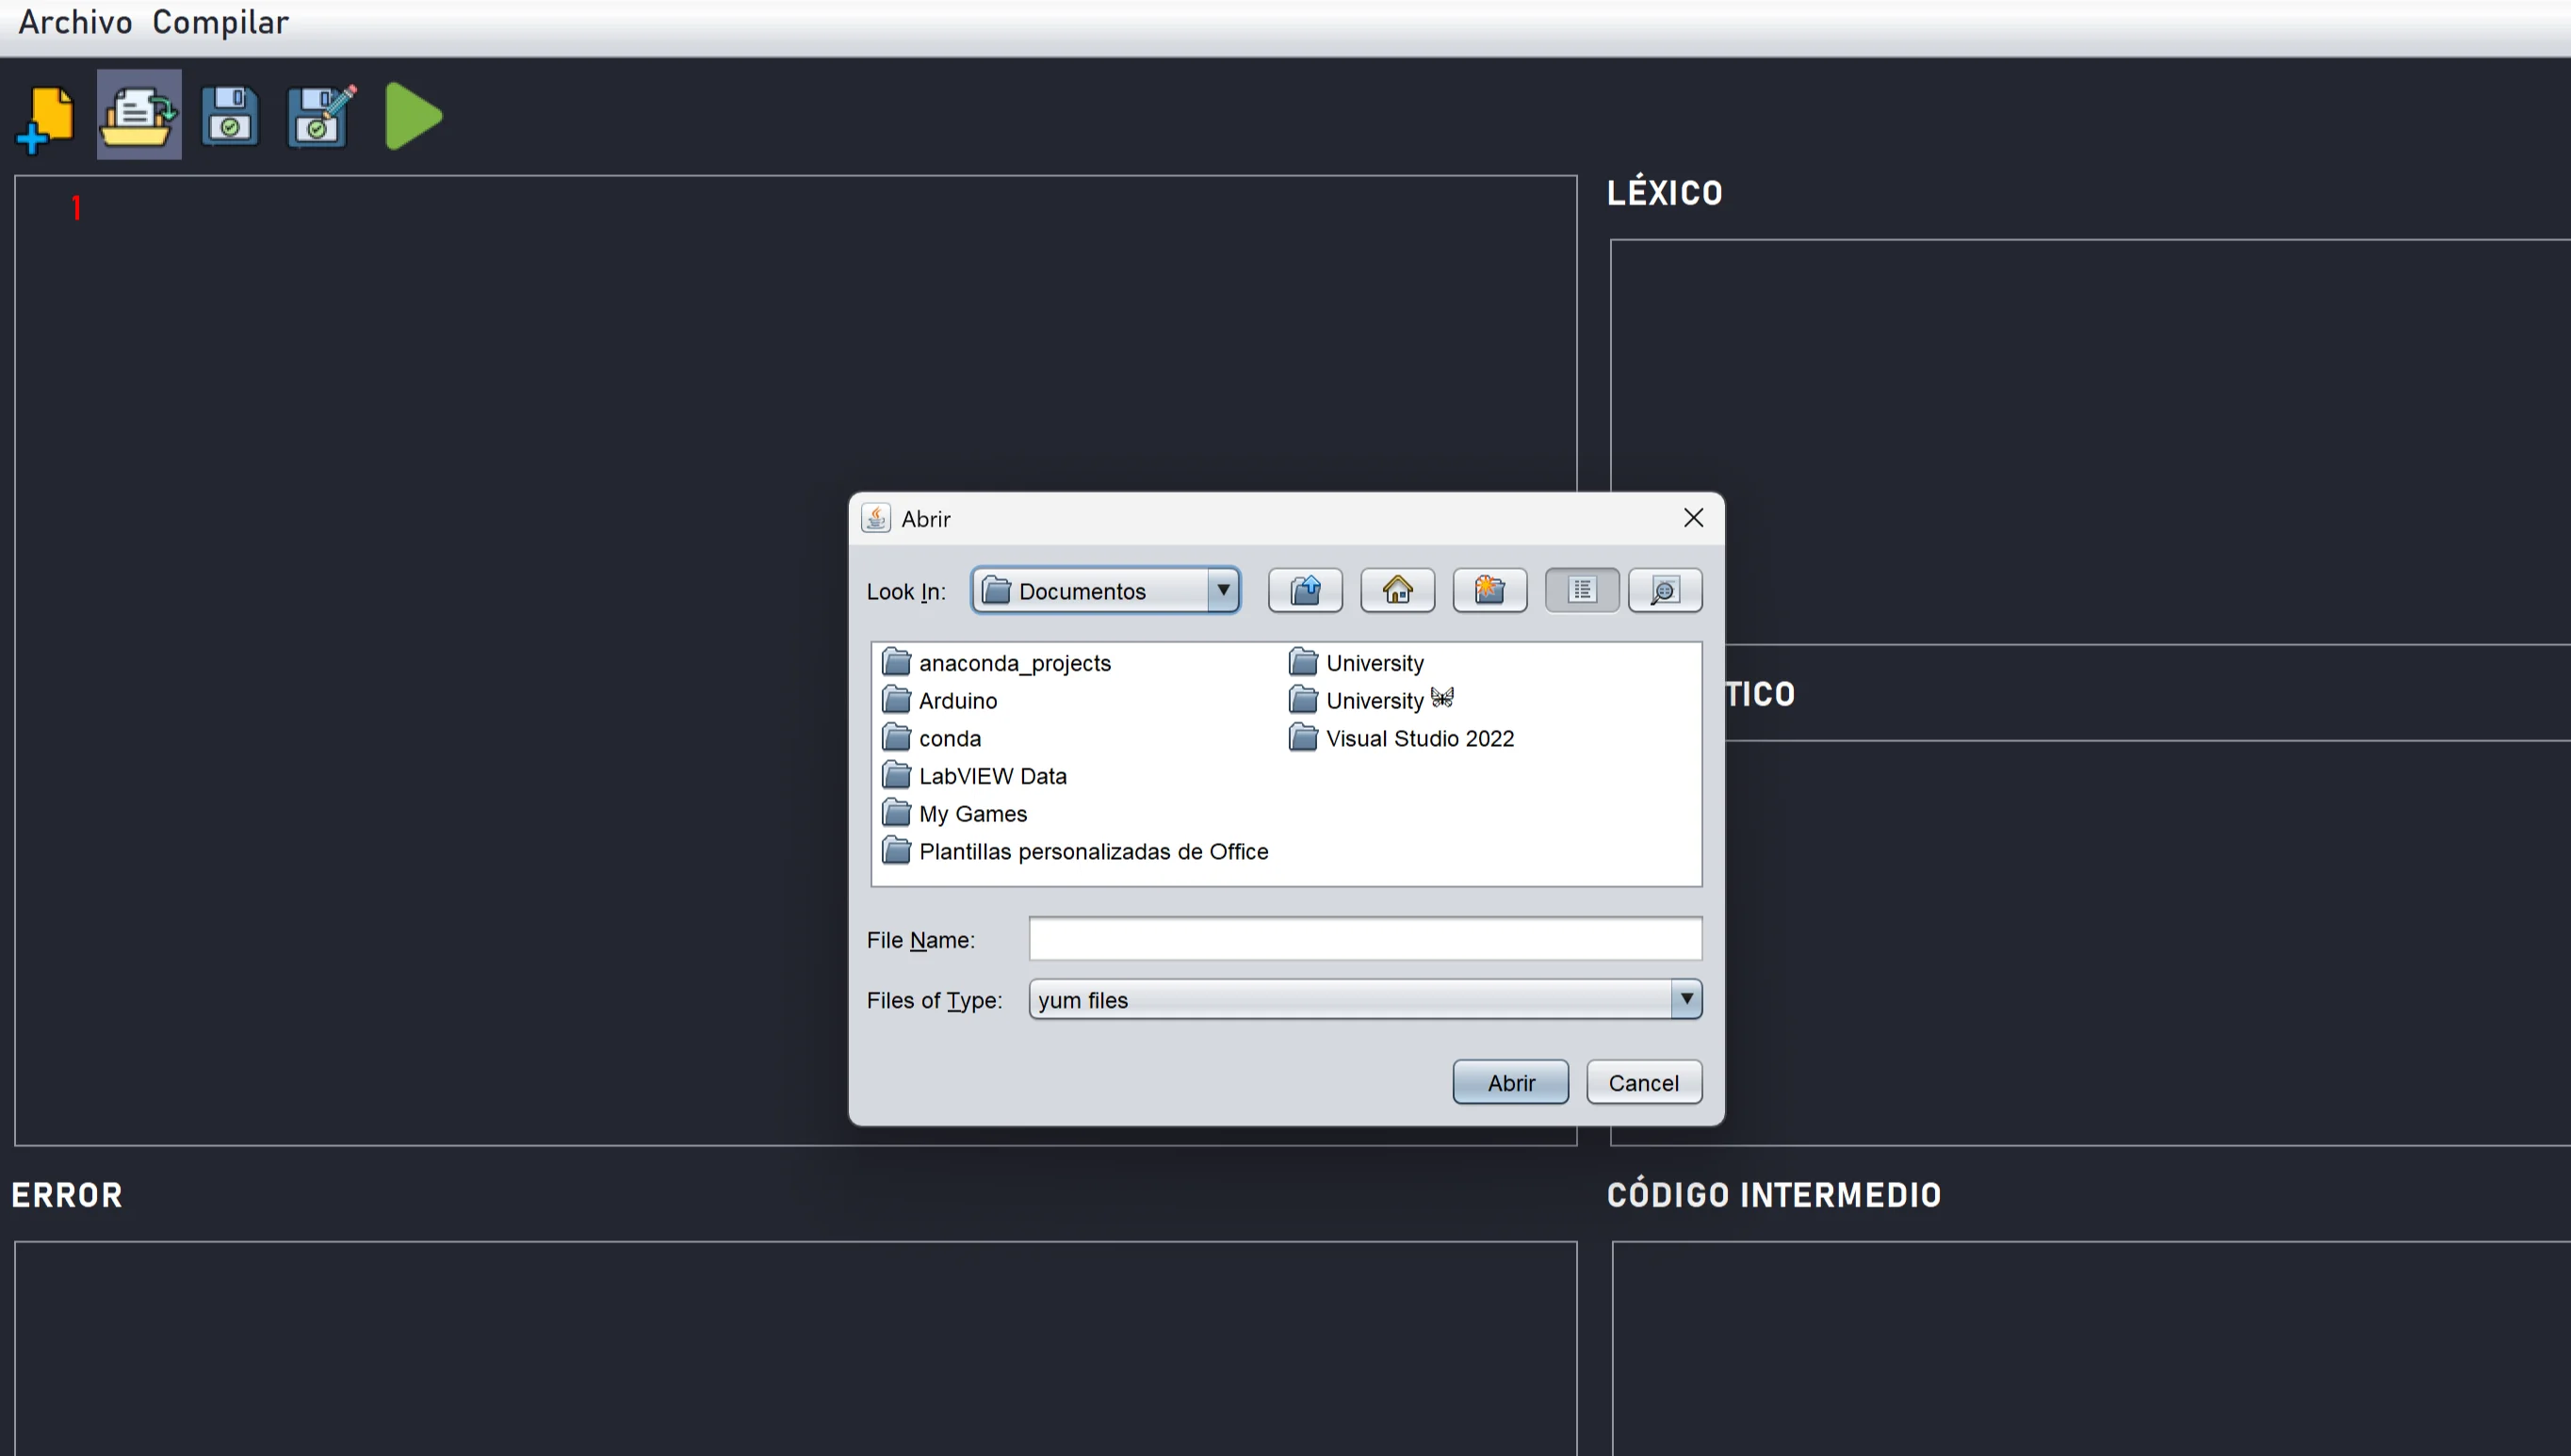 Archivo Compilar
1
LÉXICO
Abrir
Look In: Documentos
anaconda_projects
Arduino
conda
LabVIEW Data
My Games
Plantillas personalizadas de Office
University
University 🦋
Visual Studio 2022
File Name:
Files of Type: yum files
Abrir Cancel
TICO
ERROR
CÓDIGO INTERMEDIO